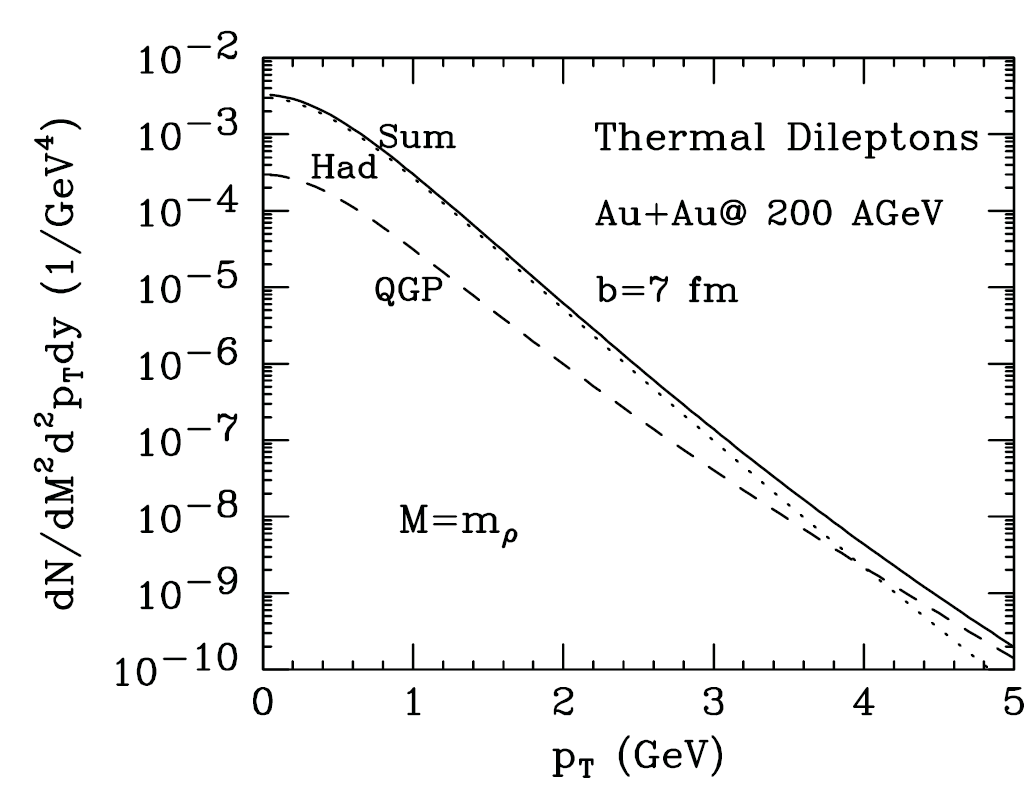 10⁻²
10⁻³
10⁻⁴
10⁻⁵
10⁻⁶
10⁻⁷
10⁻⁸
10⁻⁹
10⁻¹⁰
dN/dM²d²p_Tdy (1/GeV⁴)
Sum
Had
QGP
Thermal Dileptons
Au+Au@ 200 AGeV
b=7 fm
M=m_ρ
0 1 2 3 4 5
p_T (GeV)